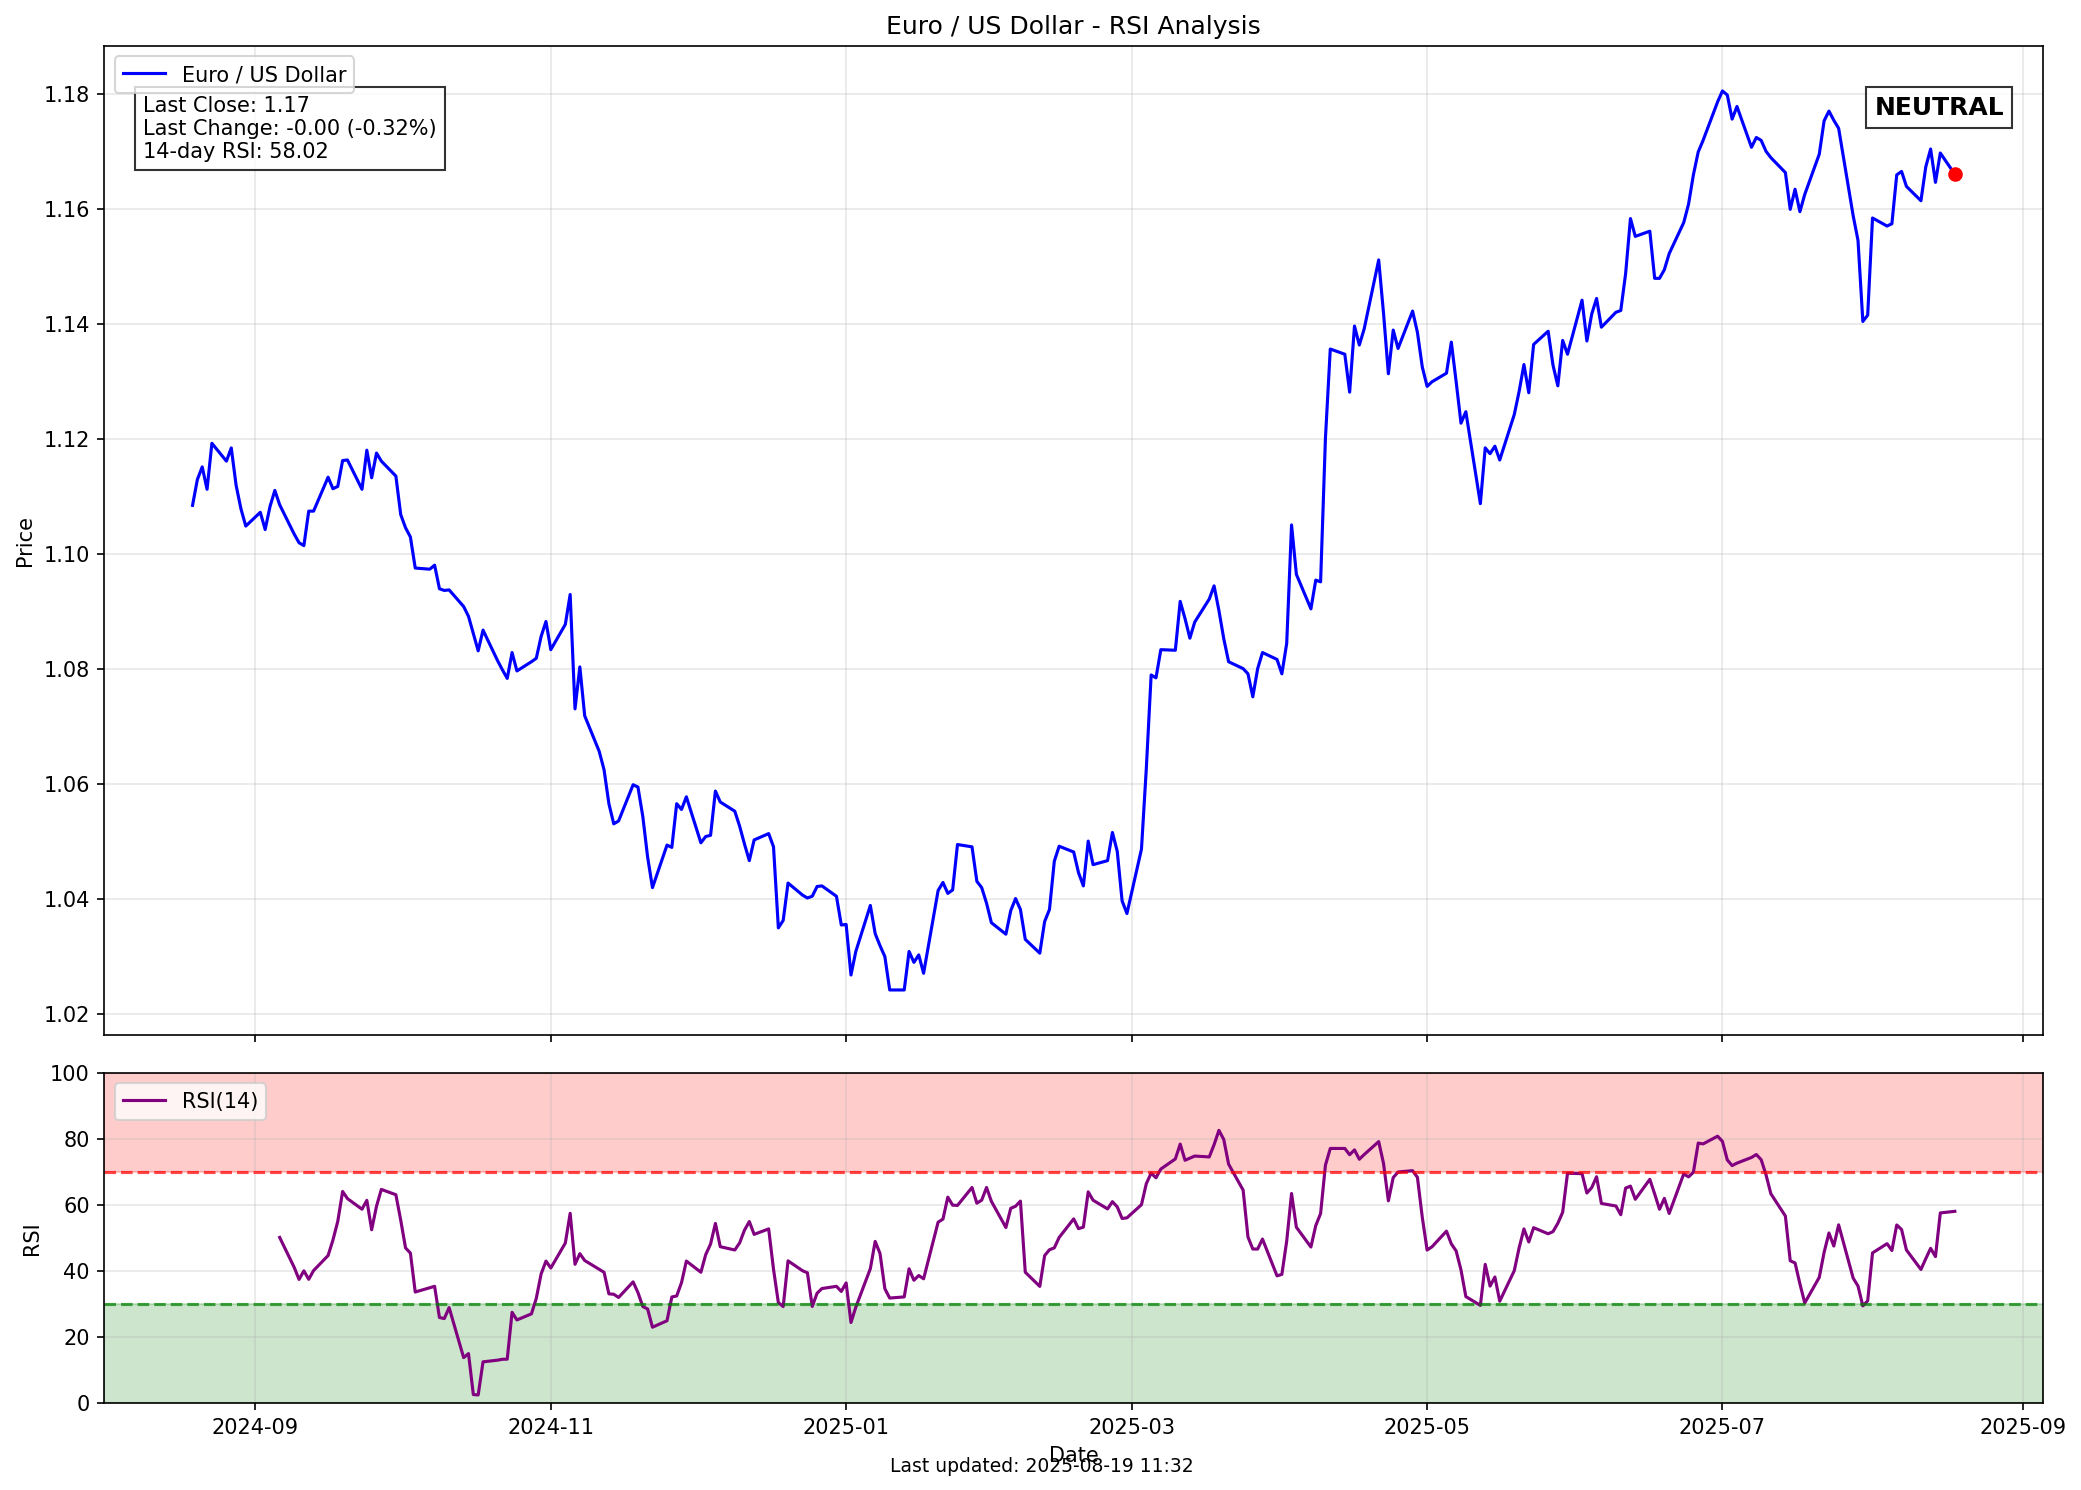 Euro / US Dollar - RSI Analysis
Euro / US Dollar
Last Close: 1.17
Last Change: -0.00 (-0.32%)
14-day RSI: 58.02
NEUTRAL
1.18
1.16
1.14
1.12
1.10
1.08
1.06
1.04
1.02
Price
RSI(14)
100
80
60
40
20
0
RSI
2024-09
2024-11
2025-01
2025-03
2025-05
2025-07
2025-09
Date
Last updated: 2025-08-19 11:32